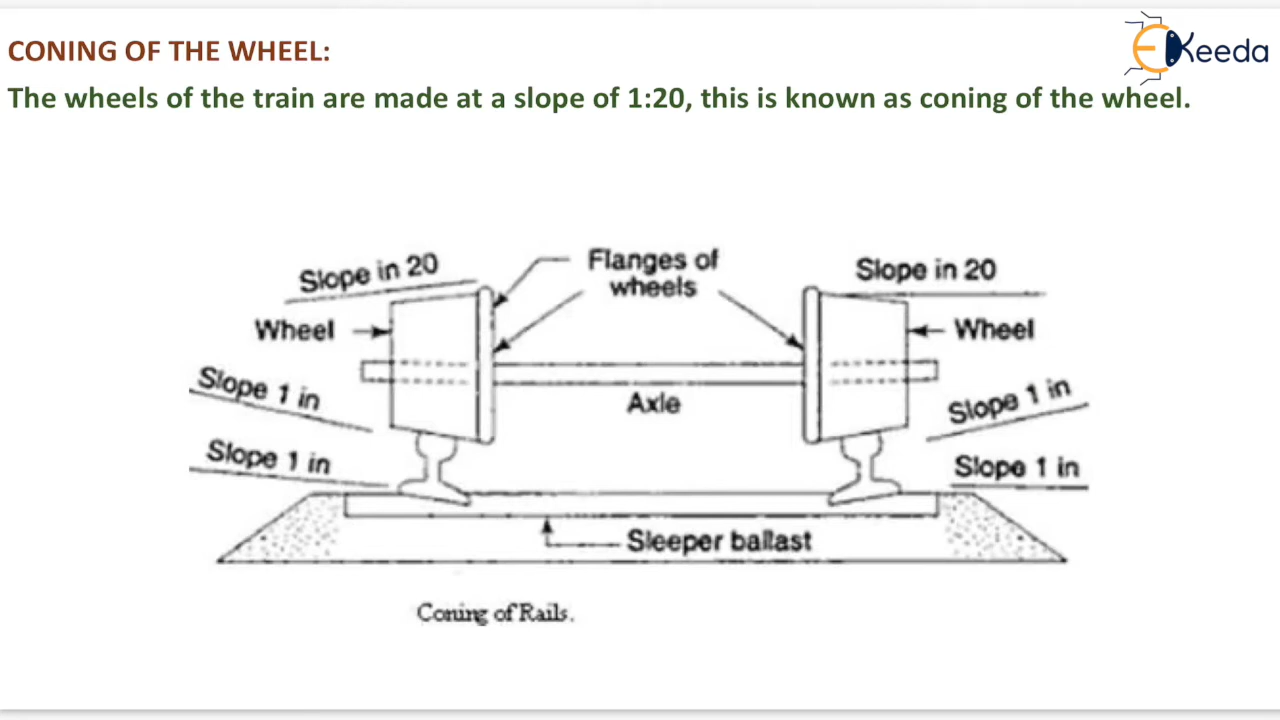 CONING OF THE WHEEL:
EKeeda
The wheels of the train are made at a slope of 1:20, this is known as coning of the wheel.
Slope in 20
Flanges of
wheels
Slope in 20
Wheel
Wheel
Slope 1 in
Axle
Slope 1 in
Slope 1 in
Slope 1 in
Sleeper ballast
Coning of Rails.